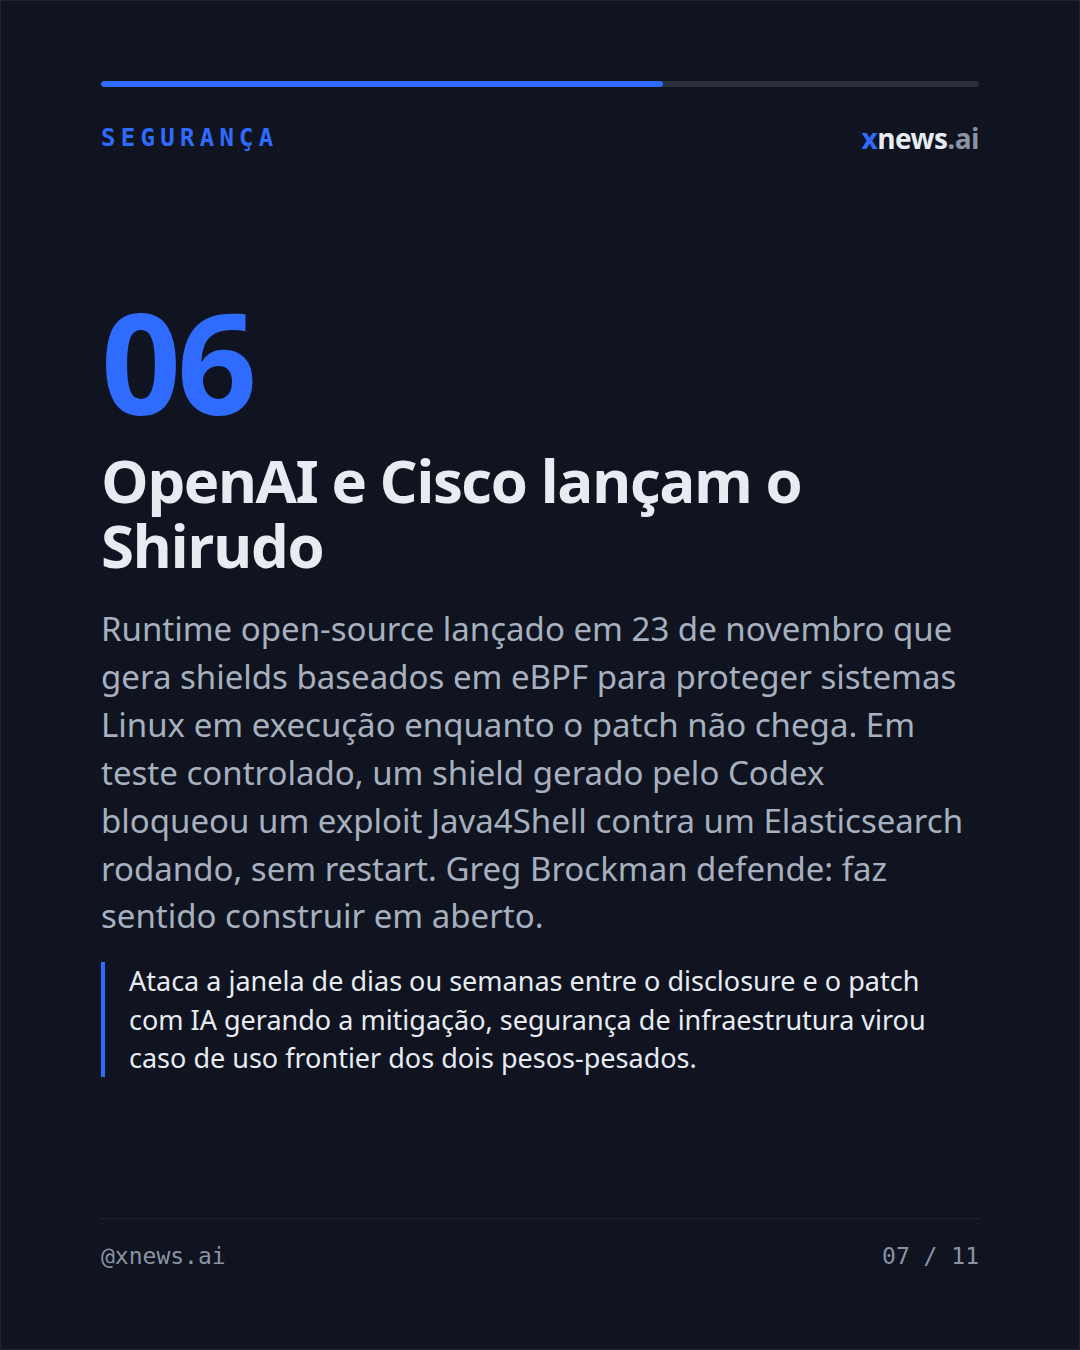 SEGURANÇA
xnews.ai
06
OpenAI e Cisco lançam o
Shirudo
Runtime open-source lançado em 23 de novembro que
gera shields baseados em eBPF para proteger sistemas
Linux em execução enquanto o patch não chega. Em
teste controlado, um shield gerado pelo Codex
bloqueou um exploit Java4Shell contra um Elasticsearch
rodando, sem restart. Greg Brockman defende: faz
sentido construir em aberto.
Ataca a janela de dias ou semanas entre o disclosure e o patch
com IA gerando a mitigação, segurança de infraestrutura virou
caso de uso frontier dos dois pesos-pesados.
@xnews.ai
07 / 11